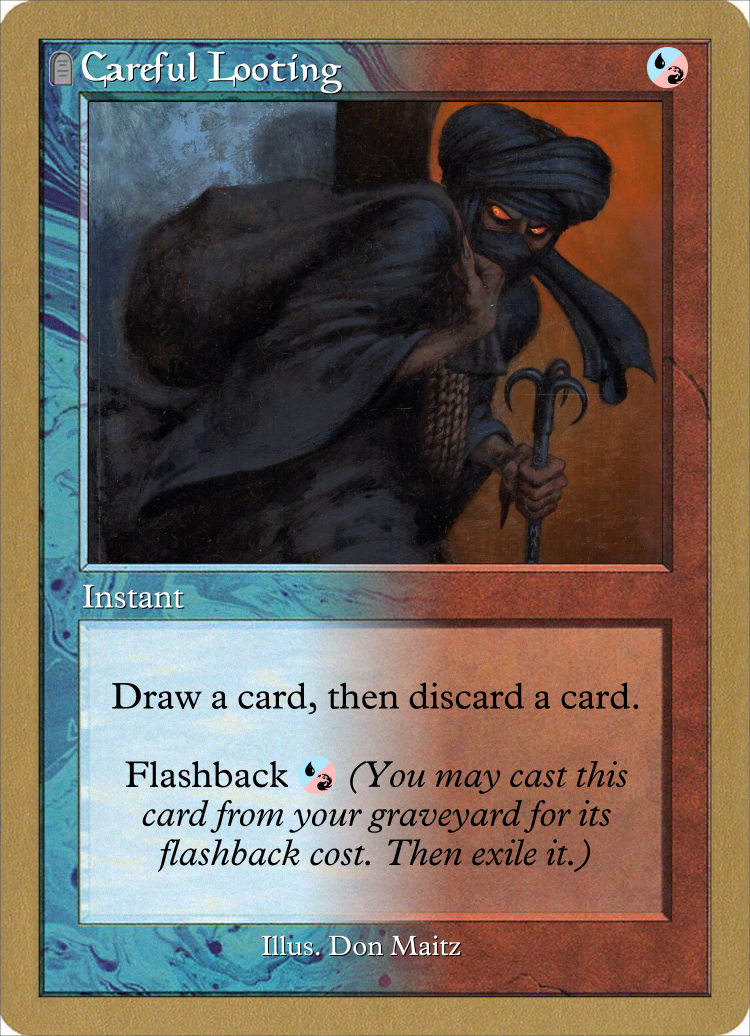 Careful Looting
Instant
Draw a card, then discard a card.
Flashback (You may cast this
card from your graveyard for its
flashback cost. Then exile it.)
Illus. Don Maitz